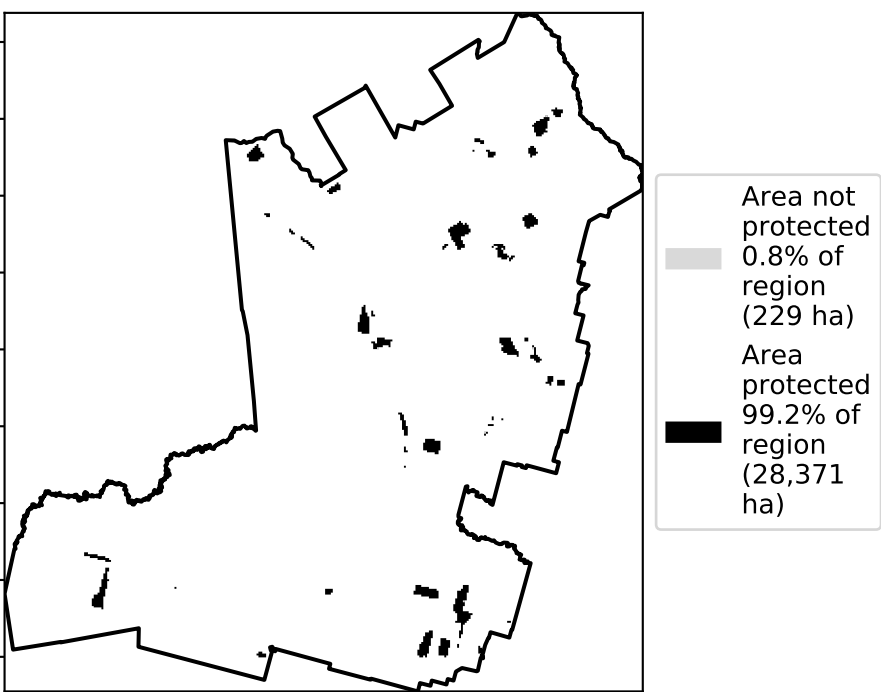 Area not
protected
0.8% of
region
(229 ha)
Area
protected
99.2% of
region
(28,371
ha)